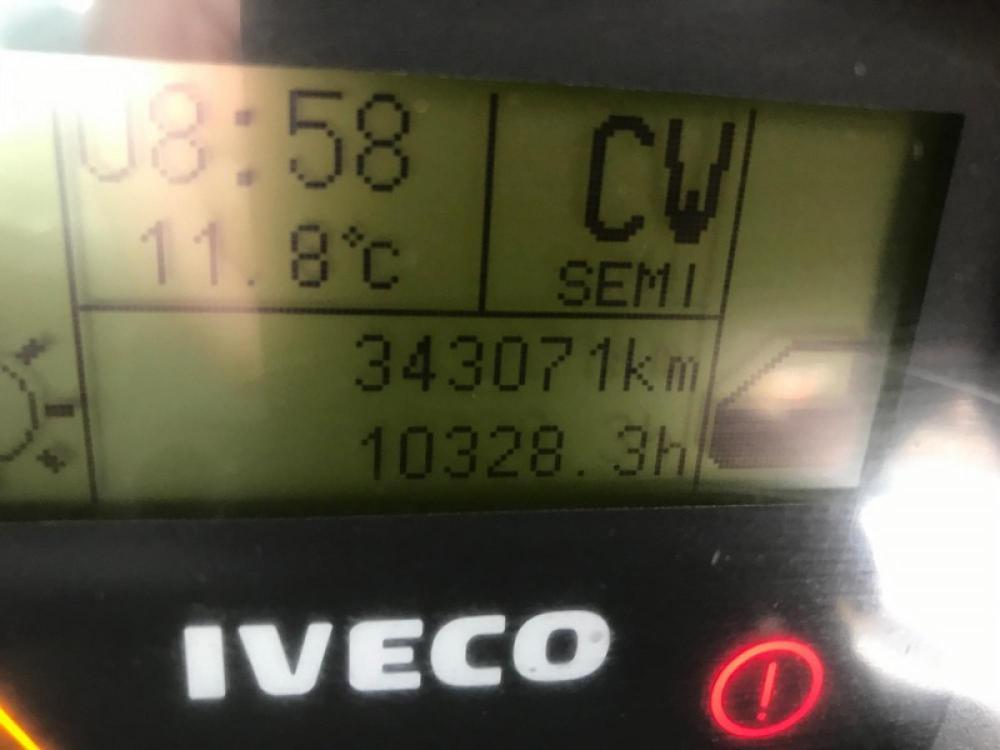 08:58
CW
11.8°C
SEMI
343071km
10328.3h
IVECO